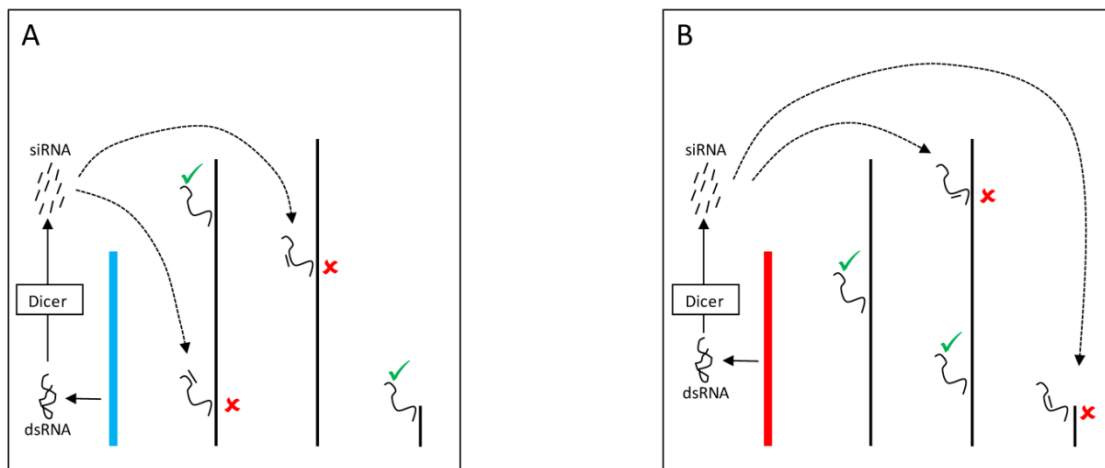 A
siRNA
Dicer
dsRNA
B
siRNA
Dicer
dsRNA